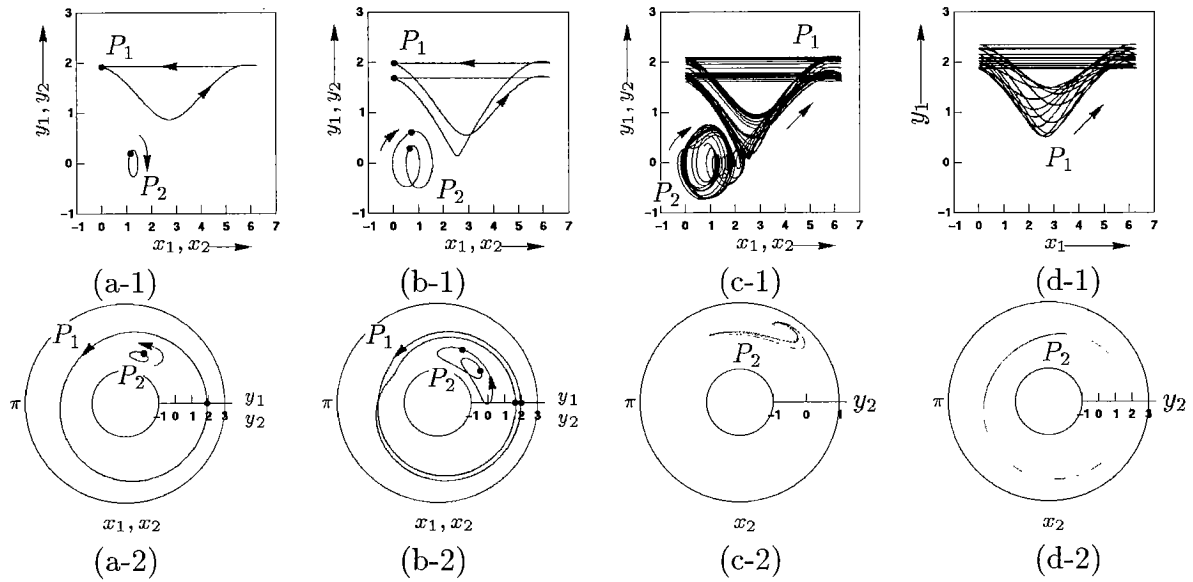 3 3 3 3
P₁ P₁ P₁
2 2 2 2
y₁, y₂ y₁, y₂ y₁, y₂ y₁
1 1 1 1
P₁
0 0 0 0
P₂ P₂ P₂
-1 -1 -1 -1
-1 0 1 2 3 4 5 6 7 -1 0 1 2 3 4 5 6 7 -1 0 1 2 3 4 5 6 7 -1 0 1 2 3 4 5 6 7
x₁, x₂ x₁, x₂ x₁, x₂ x₁
(a-1) (b-1) (c-1) (d-1)
P₁ P₁
P₂ P₂ P₂ P₂
π -1 0 1 2 3 y₁ π -1 0 1 2 3 y₁ π -1 0 1 y₂ π -1 0 1 2 3 y₂
y₂ y₂
x₁, x₂ x₁, x₂ x₂ x₂
(a-2) (b-2) (c-2) (d-2)